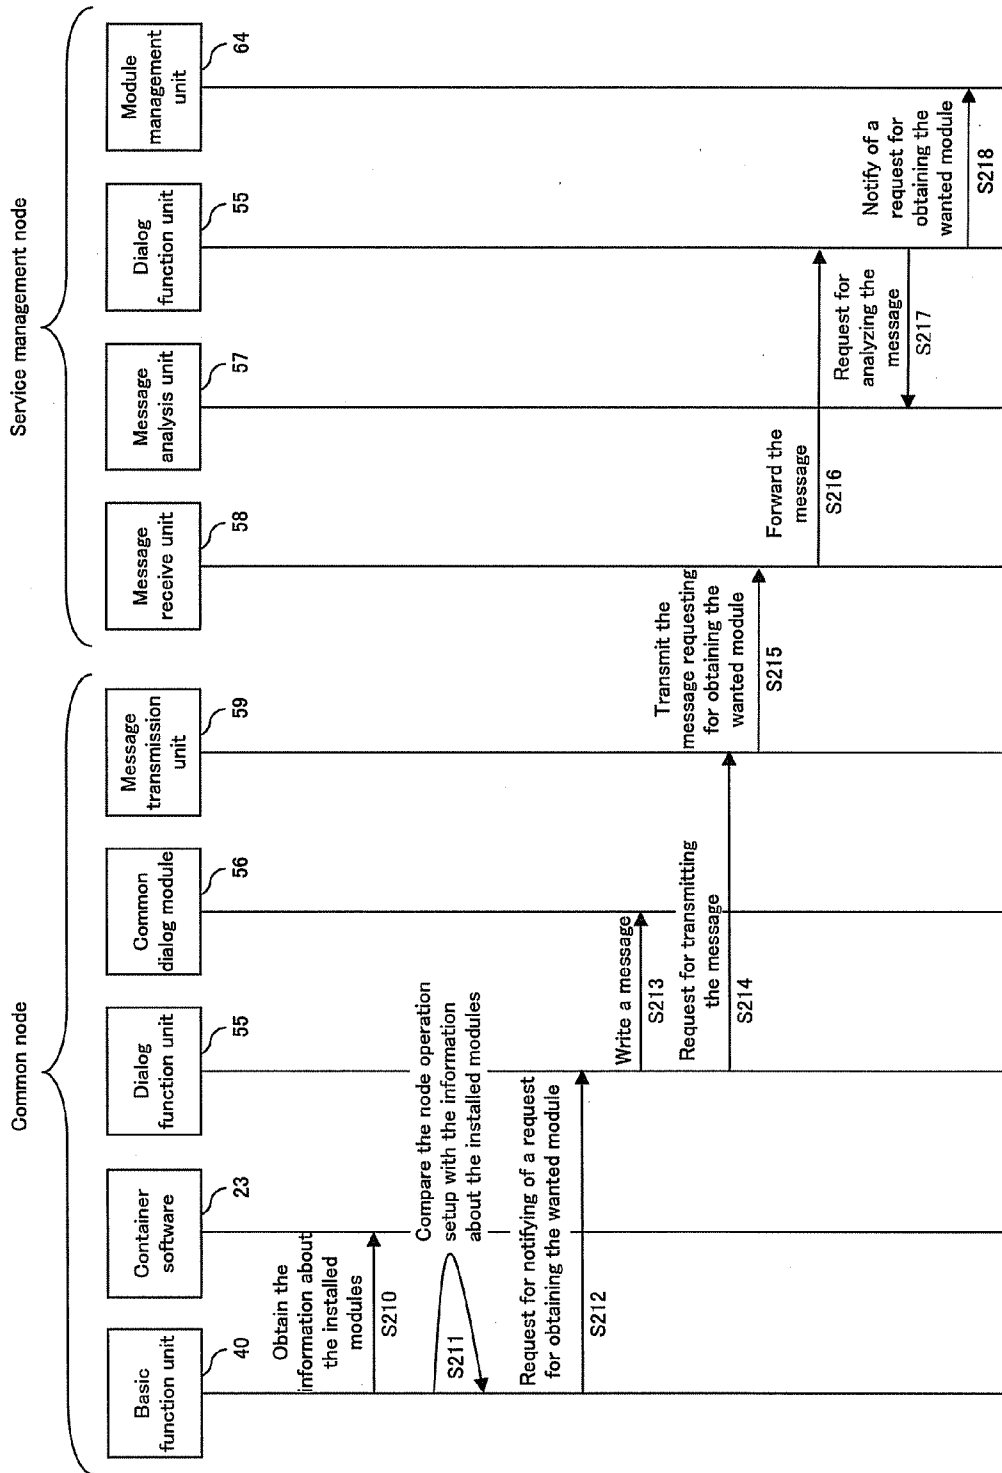 Common node
Service management node
Basic
function unit
40
Container
software
23
Dialog
function unit
55
Common
dialog module
56
Message
transmission
unit
59
Message
receive unit
58
Message
analysis unit
57
Dialog
function unit
55
Module
management
unit
64
Obtain the
information about
the installed
modules
S210
Compare the node operation
setup with the information
about the installed modules
S211
Request for notifying of a request
for obtaining the wanted module
S212
Write a message
S213
Request for transmitting
the message
S214
Transmit the
message requesting
for obtaining the
wanted module
S215
Forward the
message
S216
Request for
analyzing the
message
S217
Notify of a
request for
obtaining the
wanted module
S218